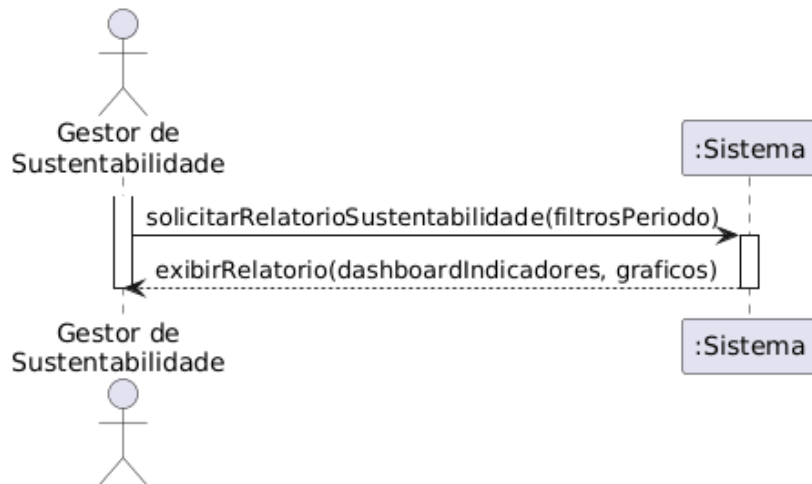 Gestor de
Sustentabilidade
:Sistema
solicitarRelatorioSustentabilidade(filtrosPeriodo)
exibirRelatorio(dashboardIndicadores, graficos)
Gestor de
Sustentabilidade
:Sistema